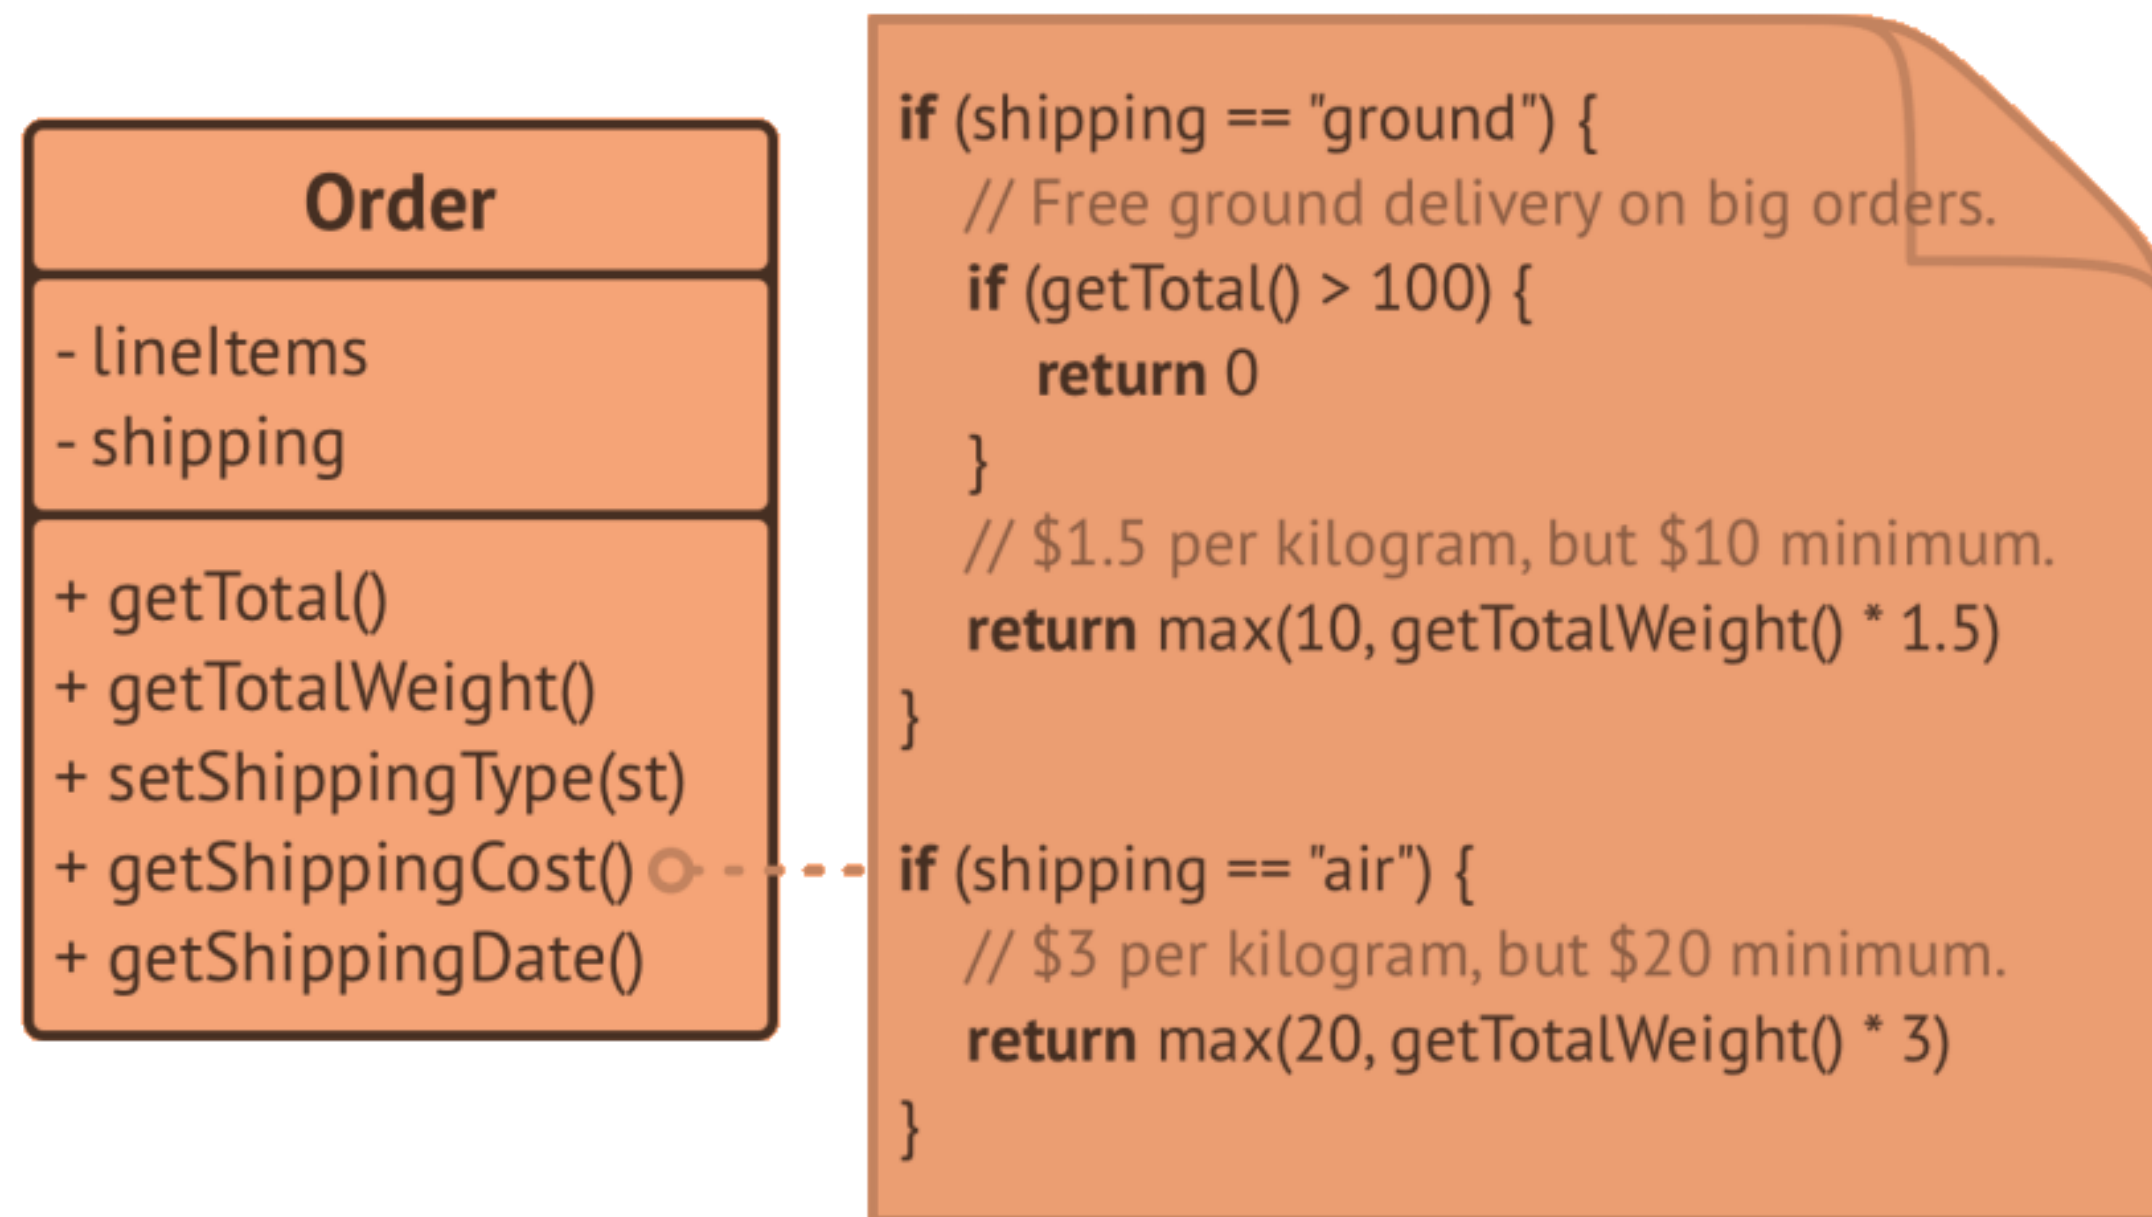 Order
- lineItems
- shipping
+ getTotal()
+ getTotalWeight()
+ setShippingType(st)
+ getShippingCost()
+ getShippingDate()
if (shipping == "ground") {
// Free ground delivery on big orders.
if (getTotal() > 100) {
return 0
}
// $1.5 per kilogram, but $10 minimum.
return max(10, getTotalWeight() * 1.5)
}
if (shipping == "air") {
// $3 per kilogram, but $20 minimum.
return max(20, getTotalWeight() * 3)
}